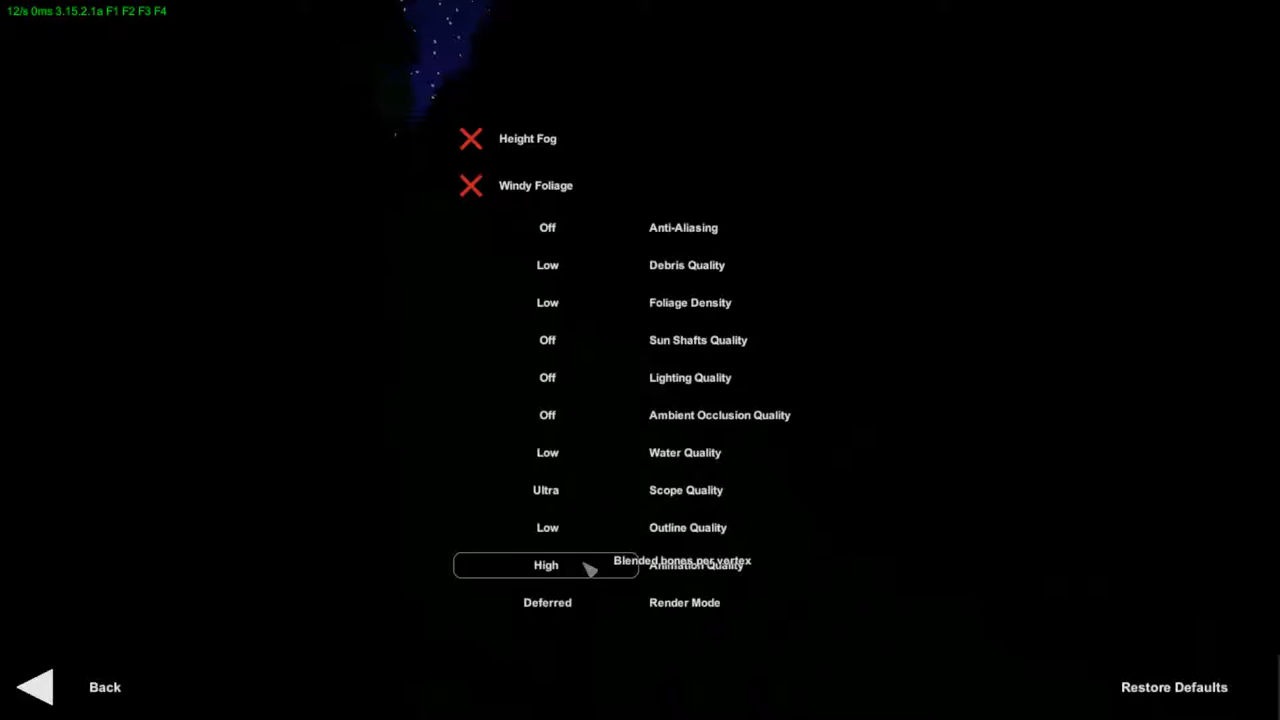 12/s 0ms 3.15.2.1a F1 F2 F3 F4
Height Fog
Windy Foliage
Off Anti-Aliasing
Low Debris Quality
Low Foliage Density
Off Sun Shafts Quality
Off Lighting Quality
Off Ambient Occlusion Quality
Low Water Quality
Ultra Scope Quality
Low Outline Quality
Blended bones per vertex
High Animation Quality
Deferred Render Mode
Back Restore Defaults